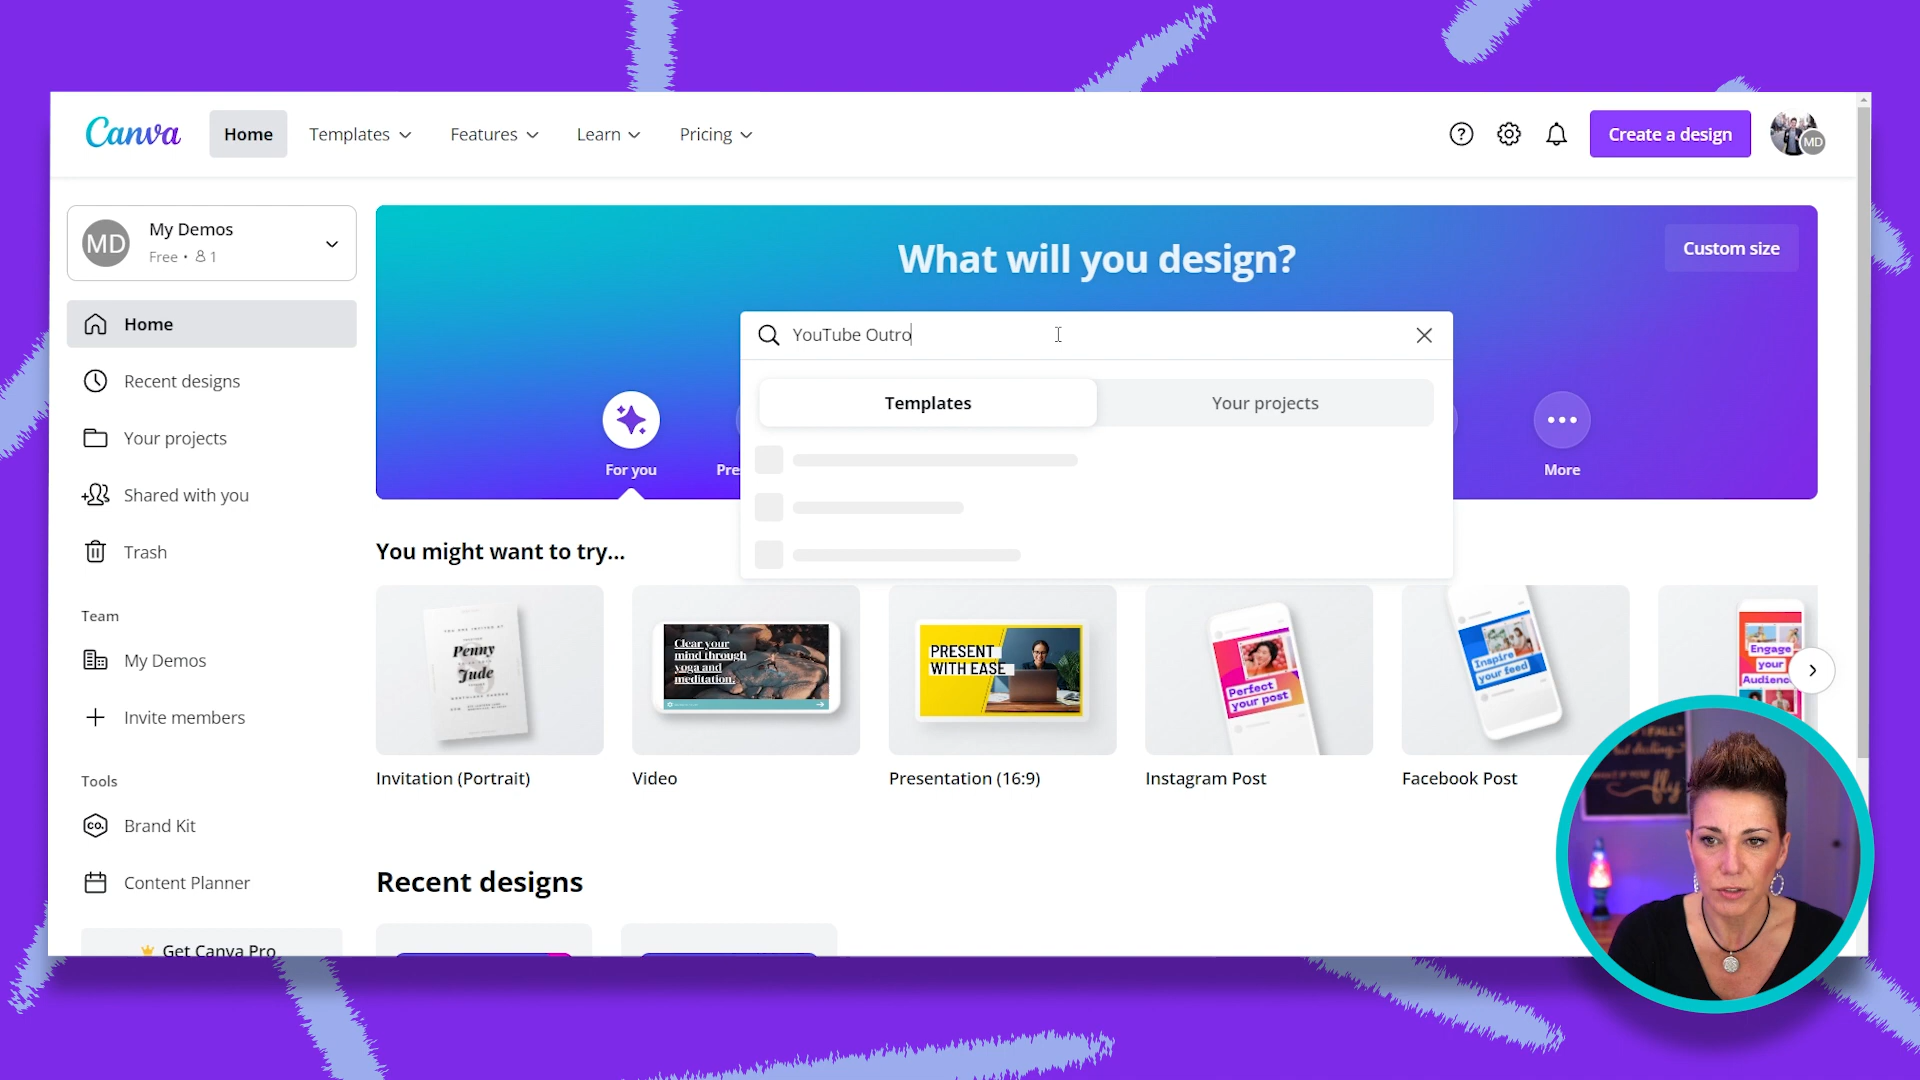 Canva
Home
Templates
Features
Learn
Pricing
Create a design
MD
MD
My Demos
Free • 1
Home
Recent designs
Your projects
Shared with you
Trash
Team
My Demos
Invite members
Tools
Brand Kit
Content Planner
Get Canva Pro
What will you design?
Custom size
YouTube Outro
Templates
Your projects
For you
Pre
More
You might want to try...
Penny
Jude
Clear your
mind through
yoga and
meditation.
PRESENT
WITH EASE
Perfect
your post
Inspire
your feed
Engage
your
Audienc
Invitation (Portrait)
Video
Presentation (16:9)
Instagram Post
Facebook Post
Recent designs
fly
CO.